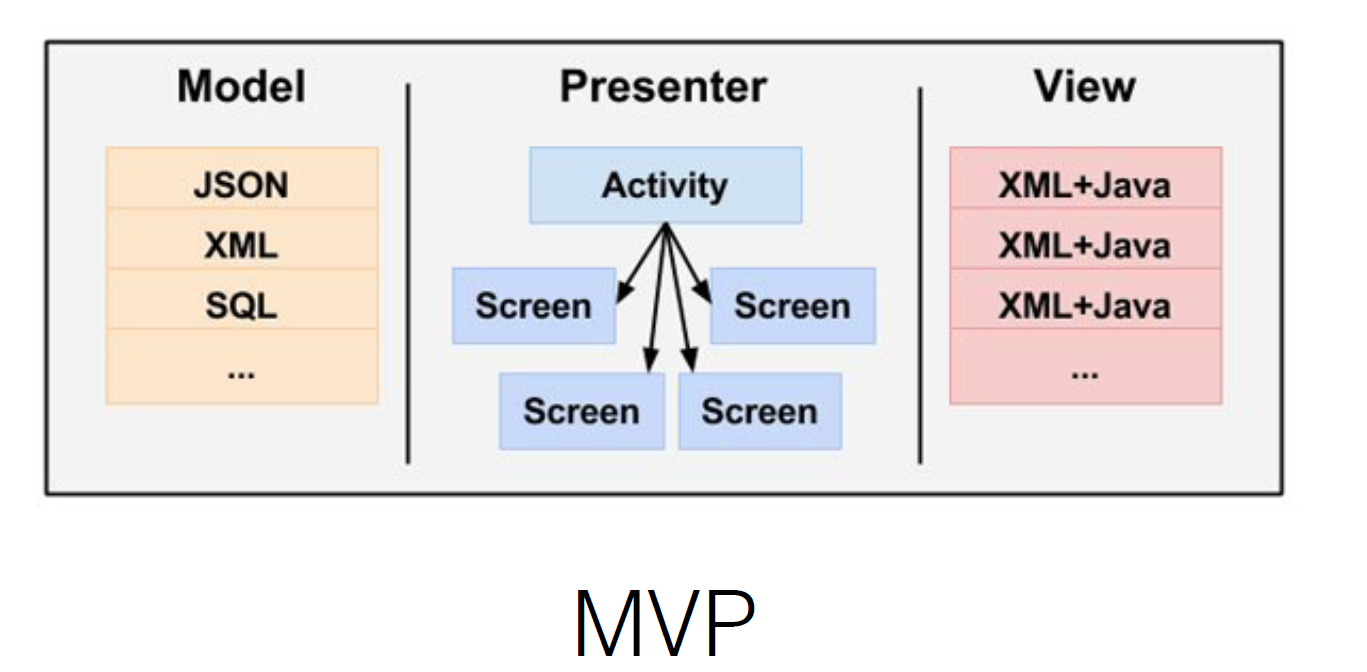 Model
JSON
XML
SQL
...
Presenter
Activity
Screen
Screen
Screen
Screen
View
XML+Java
XML+Java
XML+Java
...
MVP